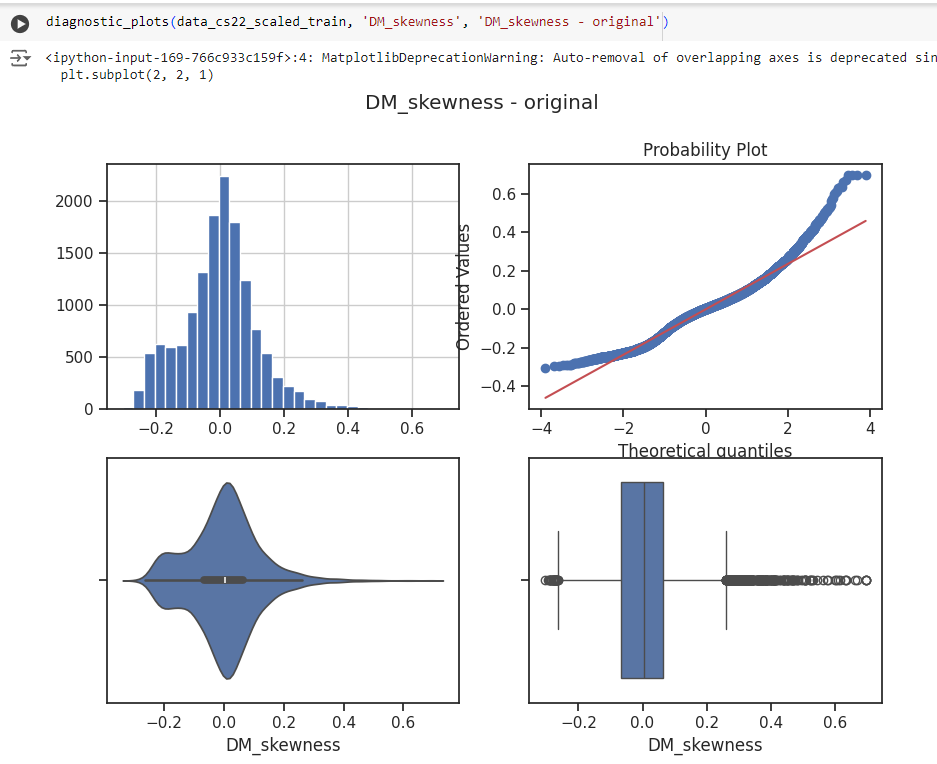 diagnostic_plots(data_cs22_scaled_train, 'DM_skewness', 'DM_skewness - original')
<ipython-input-169-766c933c159f>:4: MatplotlibDeprecationWarning: Auto-removal of overlapping axes is deprecated sin
plt.subplot(2, 2, 1)
DM_skewness - original
2000
1500
1000
500
0
−0.2 0.0 0.2 0.4 0.6
Probability Plot
Ordered Values
0.6
0.4
0.2
0.0
−0.2
−0.4
−4 −2 0 2 4
Theoretical quantiles
−0.2 0.0 0.2 0.4 0.6
DM_skewness
−0.2 0.0 0.2 0.4 0.6
DM_skewness